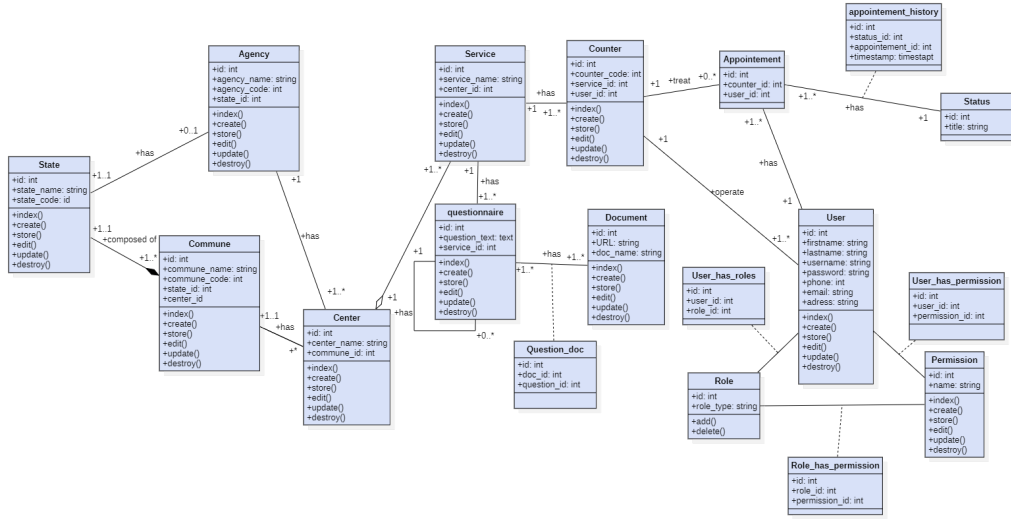 appointement_history
+id: int
+status_id: int
+appointement_id: int
+timestamp: timestapt
Agency
+id: int
+agency_name: string
+agency_code: int
+state_id: int
+index()
+create()
+store()
+edit()
+update()
+destroy()
Service
+id: int
+service_name: string
+center_id: int
+index()
+create()
+store()
+edit()
+update()
+destroy()
Counter
+id: int
+counter_code: int
+service_id: int
+user_id: int
+index()
+create()
+store()
+edit()
+update()
+destroy()
Appointement
+id: int
+counter_id: int
+user_id: int
Status
+id: int
+title: string
+has
+1
+1..*
+1
+treat
+0..*
+1..*
+has
+1
+0..1
+has
+1..1
State
+id: int
+state_name: string
+state_code: id
+index()
+create()
+store()
+edit()
+update()
+destroy()
+1..1
+composed of
+1..*
Commune
+id: int
+commune_name: string
+commune_code: int
+state_id: int
+center_id
+index()
+create()
+store()
+edit()
+update()
+destroy()
+1..1
+has
+*
+1
+has
+1..*
Center
+id: int
+center_name: string
+commune_id: int
+index()
+create()
+store()
+edit()
+update()
+destroy()
+1..*
+1
+1
+has
+1..*
questionnaire
+id: int
+question_text: text
+service_id: int
+index()
+create()
+store()
+edit()
+update()
+destroy()
+1
+has
+0..*
+1..*
+has
+1..*
Document
+id: int
+URL: string
+doc_name: string
+index()
+create()
+store()
+edit()
+update()
+destroy()
Question_doc
+id: int
+doc_id: int
+question_id: int
+1
+operate
+1..*
+1..*
+has
+1
User
+id: int
+firstname: string
+lastname: string
+username: string
+password: string
+phone: int
+email: string
+adress: string
+index()
+create()
+store()
+edit()
+update()
+destroy()
User_has_roles
+id: int
+user_id: int
+role_id: int
User_has_permission
+id: int
+user_id: int
+permission_id: int
Role
+id: int
+role_type: string
+add()
+delete()
Permission
+id: int
+name: string
+index()
+create()
+store()
+edit()
+update()
+destroy()
Role_has_permission
+id: int
+role_id: int
+permission_id: int